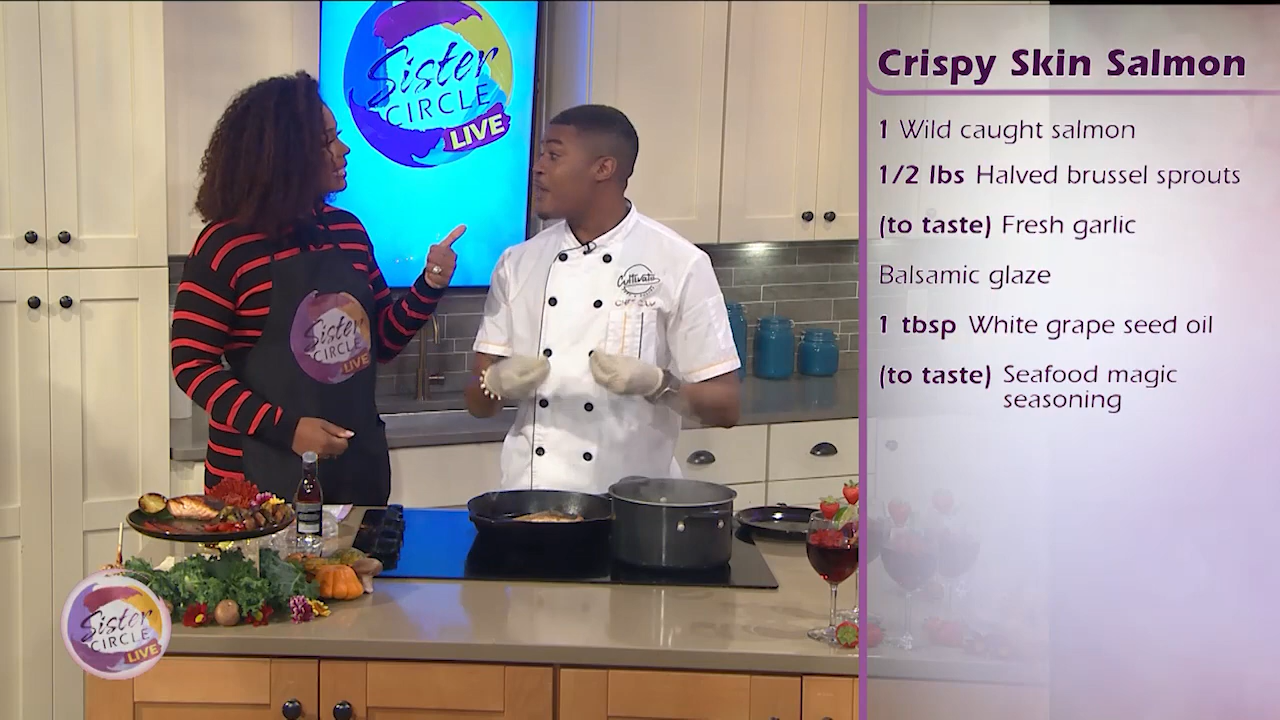 Sister
CIRCLE
LIVE
Crispy Skin Salmon
1 Wild caught salmon
1/2 lbs Halved brussel sprouts
(to taste) Fresh garlic
Balsamic glaze
1 tbsp White grape seed oil
(to taste) Seafood magic
seasoning
Cultivate
Sister
CIRCLE
LIVE
Sister
CIRCLE
LIVE